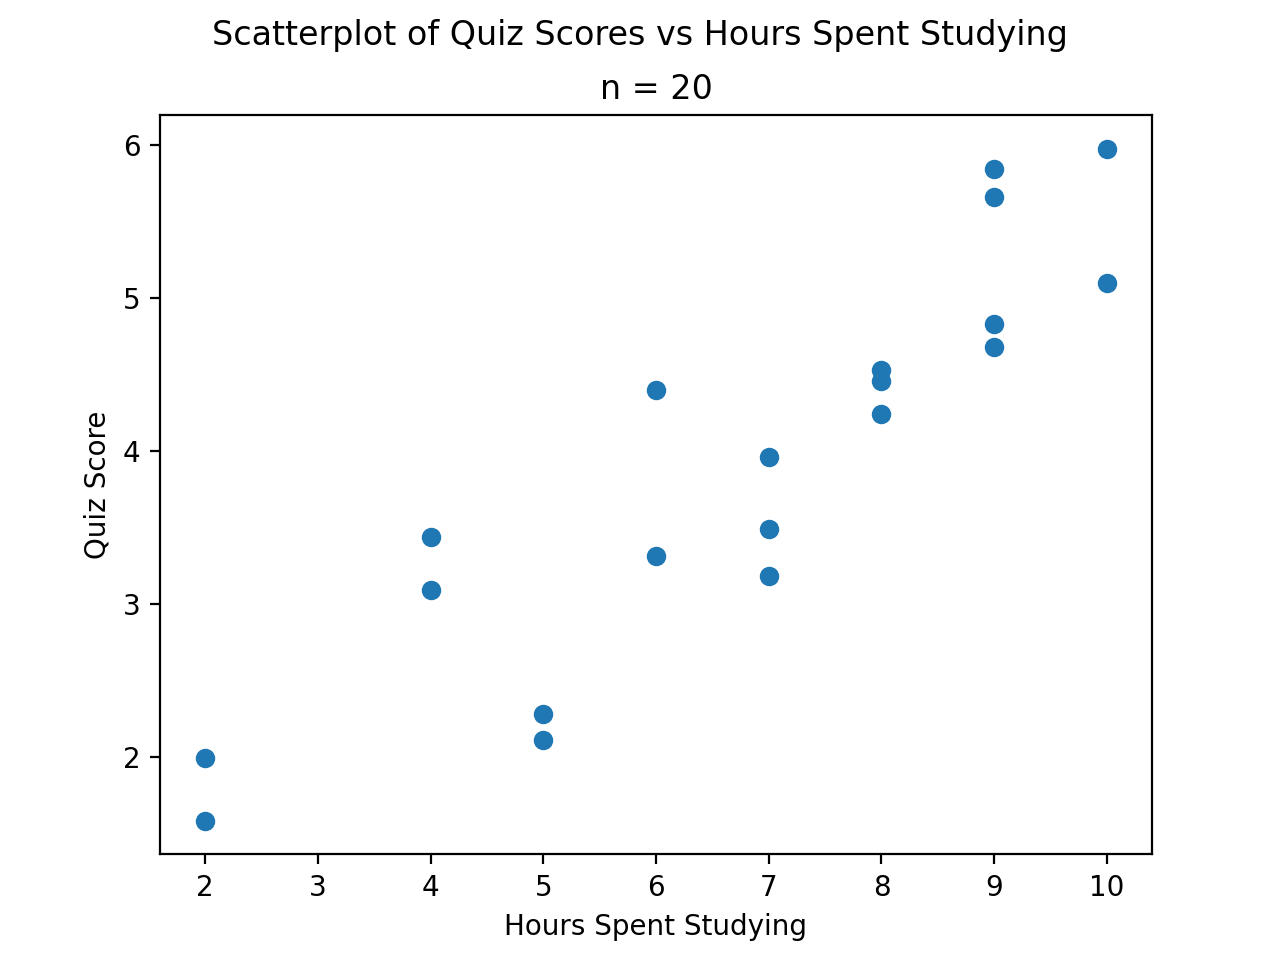 Scatterplot of Quiz Scores vs Hours Spent Studying
n = 20
6
5
4
3
2
Quiz Score
2 3 4 5 6 7 8 9 10
Hours Spent Studying